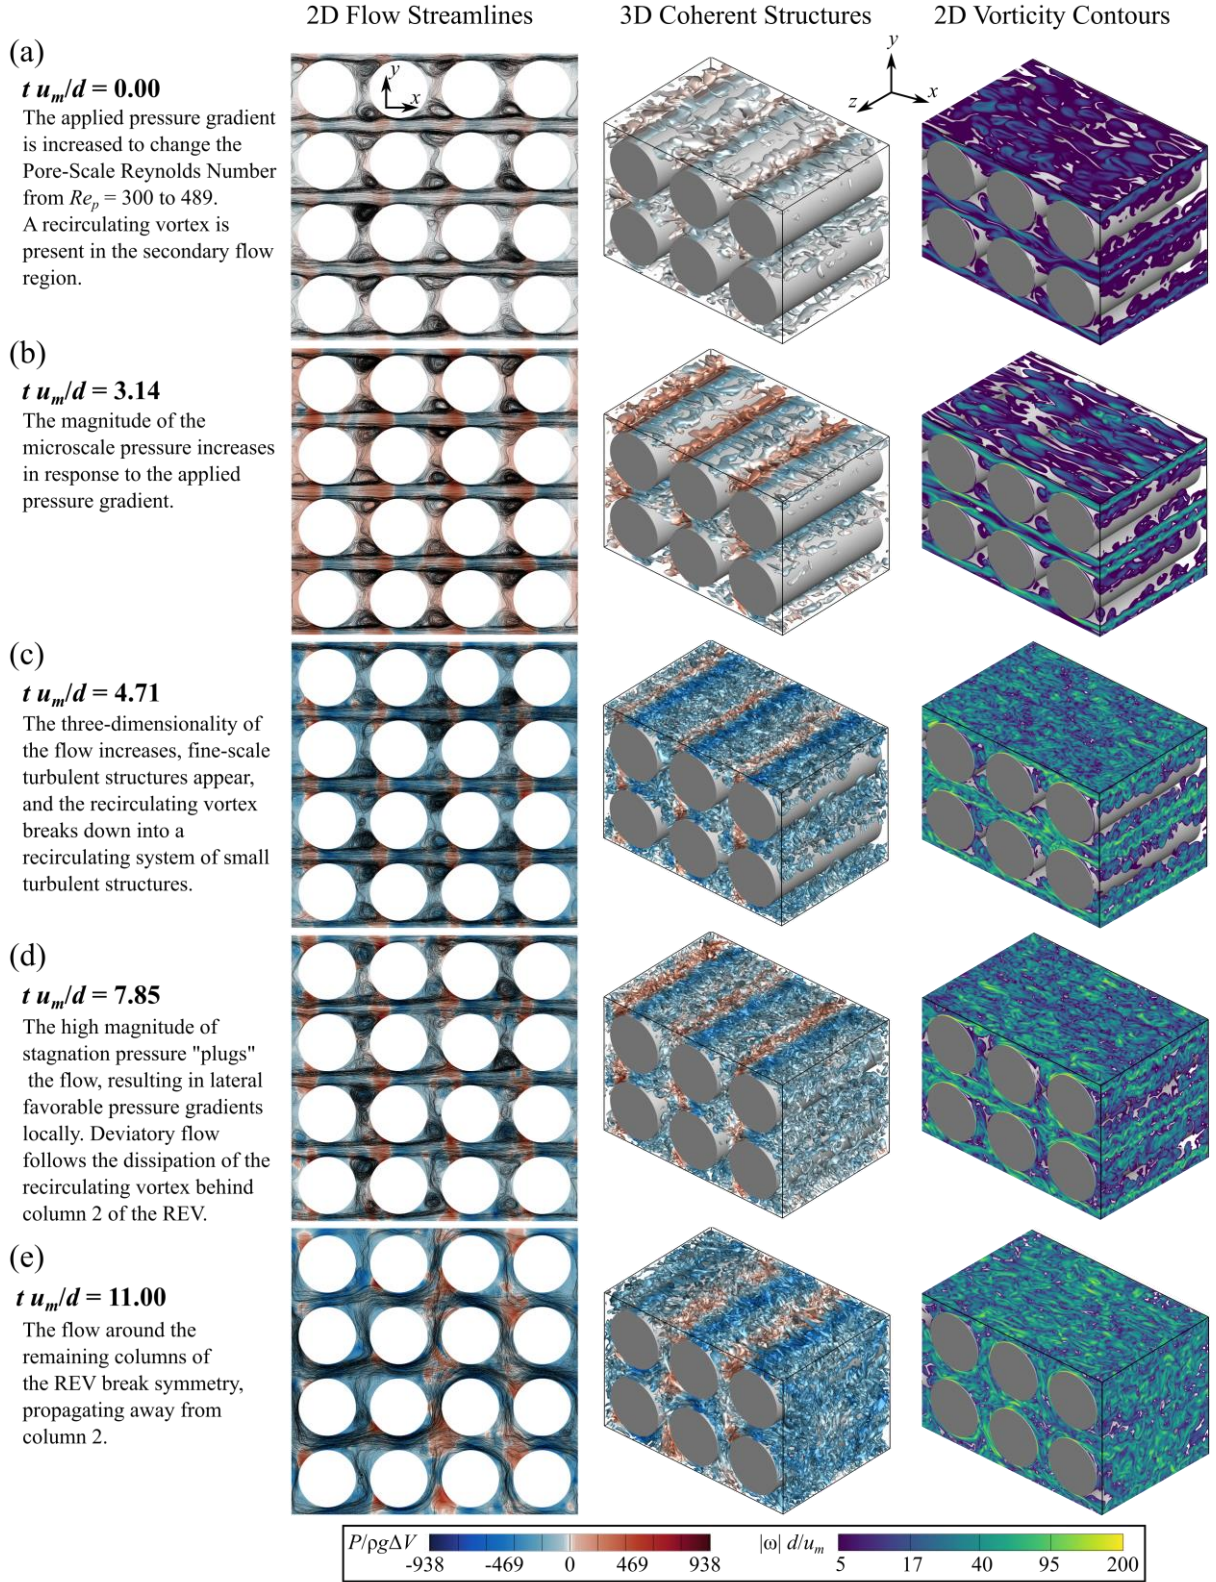 2D Flow Streamlines 3D Coherent Structures 2D Vorticity Contours
(a)
t u_m/d = 0.00
The applied pressure gradient
is increased to change the
Pore-Scale Reynolds Number
from Re_p = 300 to 489.
A recirculating vortex is
present in the secondary flow
region.
y
x
y
z
x
(b)
t u_m/d = 3.14
The magnitude of the
microscale pressure increases
in response to the applied
pressure gradient.
(c)
t u_m/d = 4.71
The three-dimensionality of
the flow increases, fine-scale
turbulent structures appear,
and the recirculating vortex
breaks down into a
recirculating system of small
turbulent structures.
(d)
t u_m/d = 7.85
The high magnitude of
stagnation pressure "plugs"
the flow, resulting in lateral
favorable pressure gradients
locally. Deviatory flow
follows the dissipation of the
recirculating vortex behind
column 2 of the REV.
(e)
t u_m/d = 11.00
The flow around the
remaining columns of
the REV break symmetry,
propagating away from
column 2.
P/ρgΔV
-938 -469 0 469 938
|ω| d/u_m
5 17 40 95 200